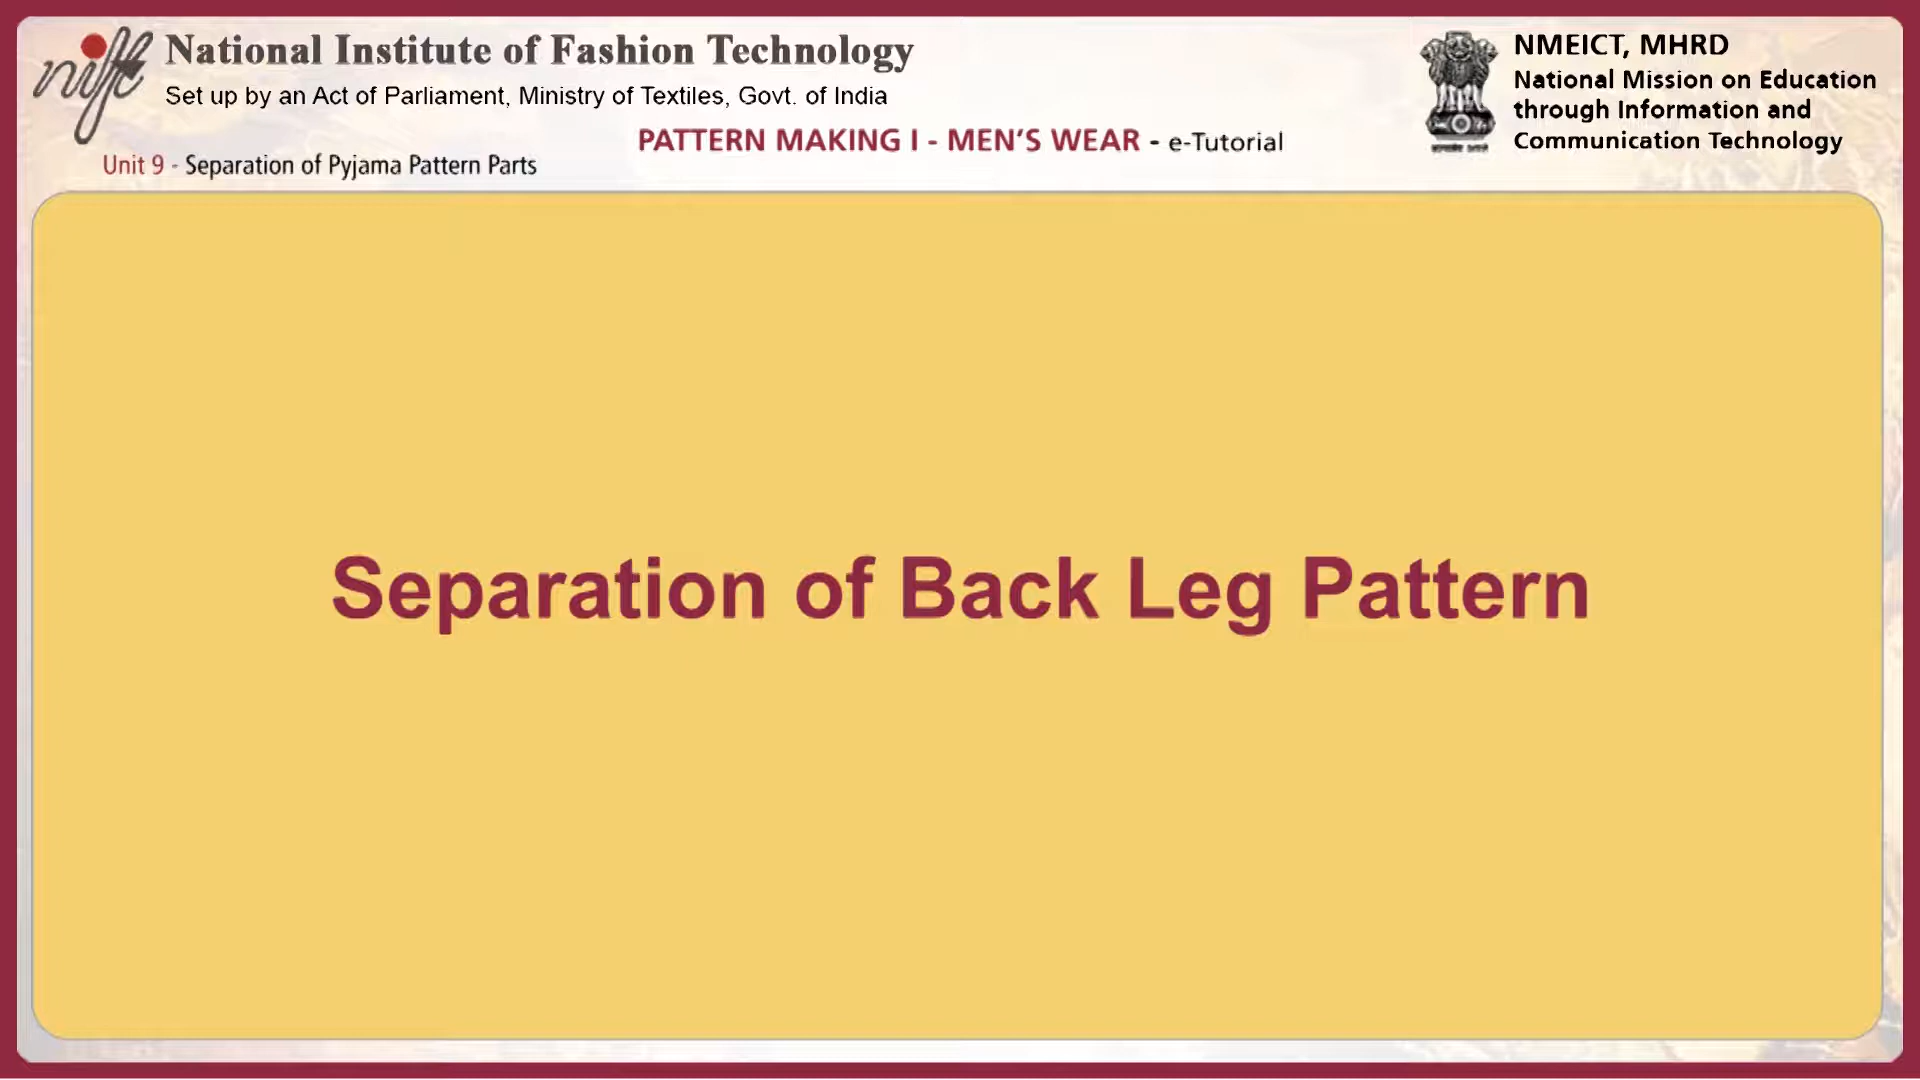 nift
National Institute of Fashion Technology
Set up by an Act of Parliament, Ministry of Textiles, Govt. of India
PATTERN MAKING I - MEN'S WEAR - e-Tutorial
Unit 9 - Separation of Pyjama Pattern Parts
NMEICT, MHRD
National Mission on Education
through Information and
Communication Technology
Separation of Back Leg Pattern